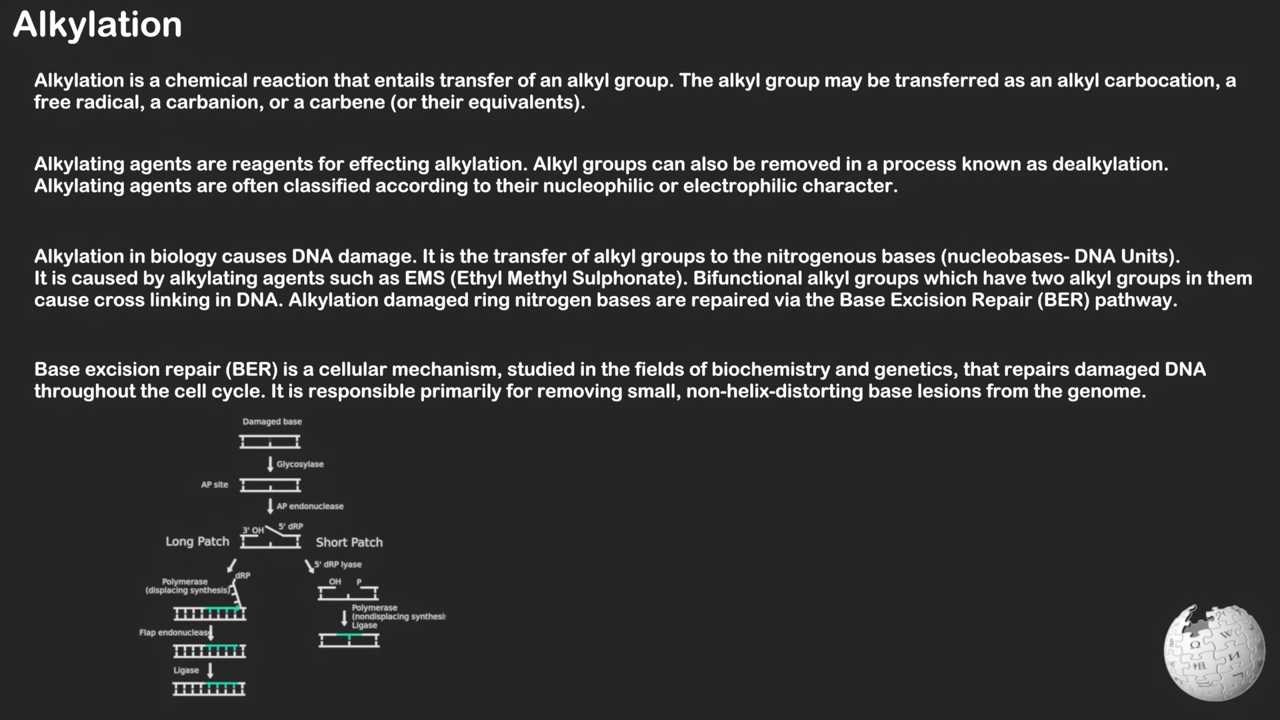 Alkylation
Alkylation is a chemical reaction that entails transfer of an alkyl group. The alkyl group may be transferred as an alkyl carbocation, a
free radical, a carbanion, or a carbene (or their equivalents).
Alkylating agents are reagents for effecting alkylation. Alkyl groups can also be removed in a process known as dealkylation.
Alkylating agents are often classified according to their nucleophilic or electrophilic character.
Alkylation in biology causes DNA damage. It is the transfer of alkyl groups to the nitrogenous bases (nucleobases- DNA Units).
It is caused by alkylating agents such as EMS (Ethyl Methyl Sulphonate). Bifunctional alkyl groups which have two alkyl groups in them
cause cross linking in DNA. Alkylation damaged ring nitrogen bases are repaired via the Base Excision Repair (BER) pathway.
Base excision repair (BER) is a cellular mechanism, studied in the fields of biochemistry and genetics, that repairs damaged DNA
throughout the cell cycle. It is responsible primarily for removing small, non-helix-distorting base lesions from the genome.
Damaged base
Glycosylase
AP site
AP endonuclease
3' OH 5' dRP
Long Patch
Short Patch
5' dRP lyase
dRP
Polymerase
(displacing synthesis)
OH P
Polymerase
(nondisplacing synthesis
Ligase
Flap endonuclease
Ligase
Ω W
祖 И